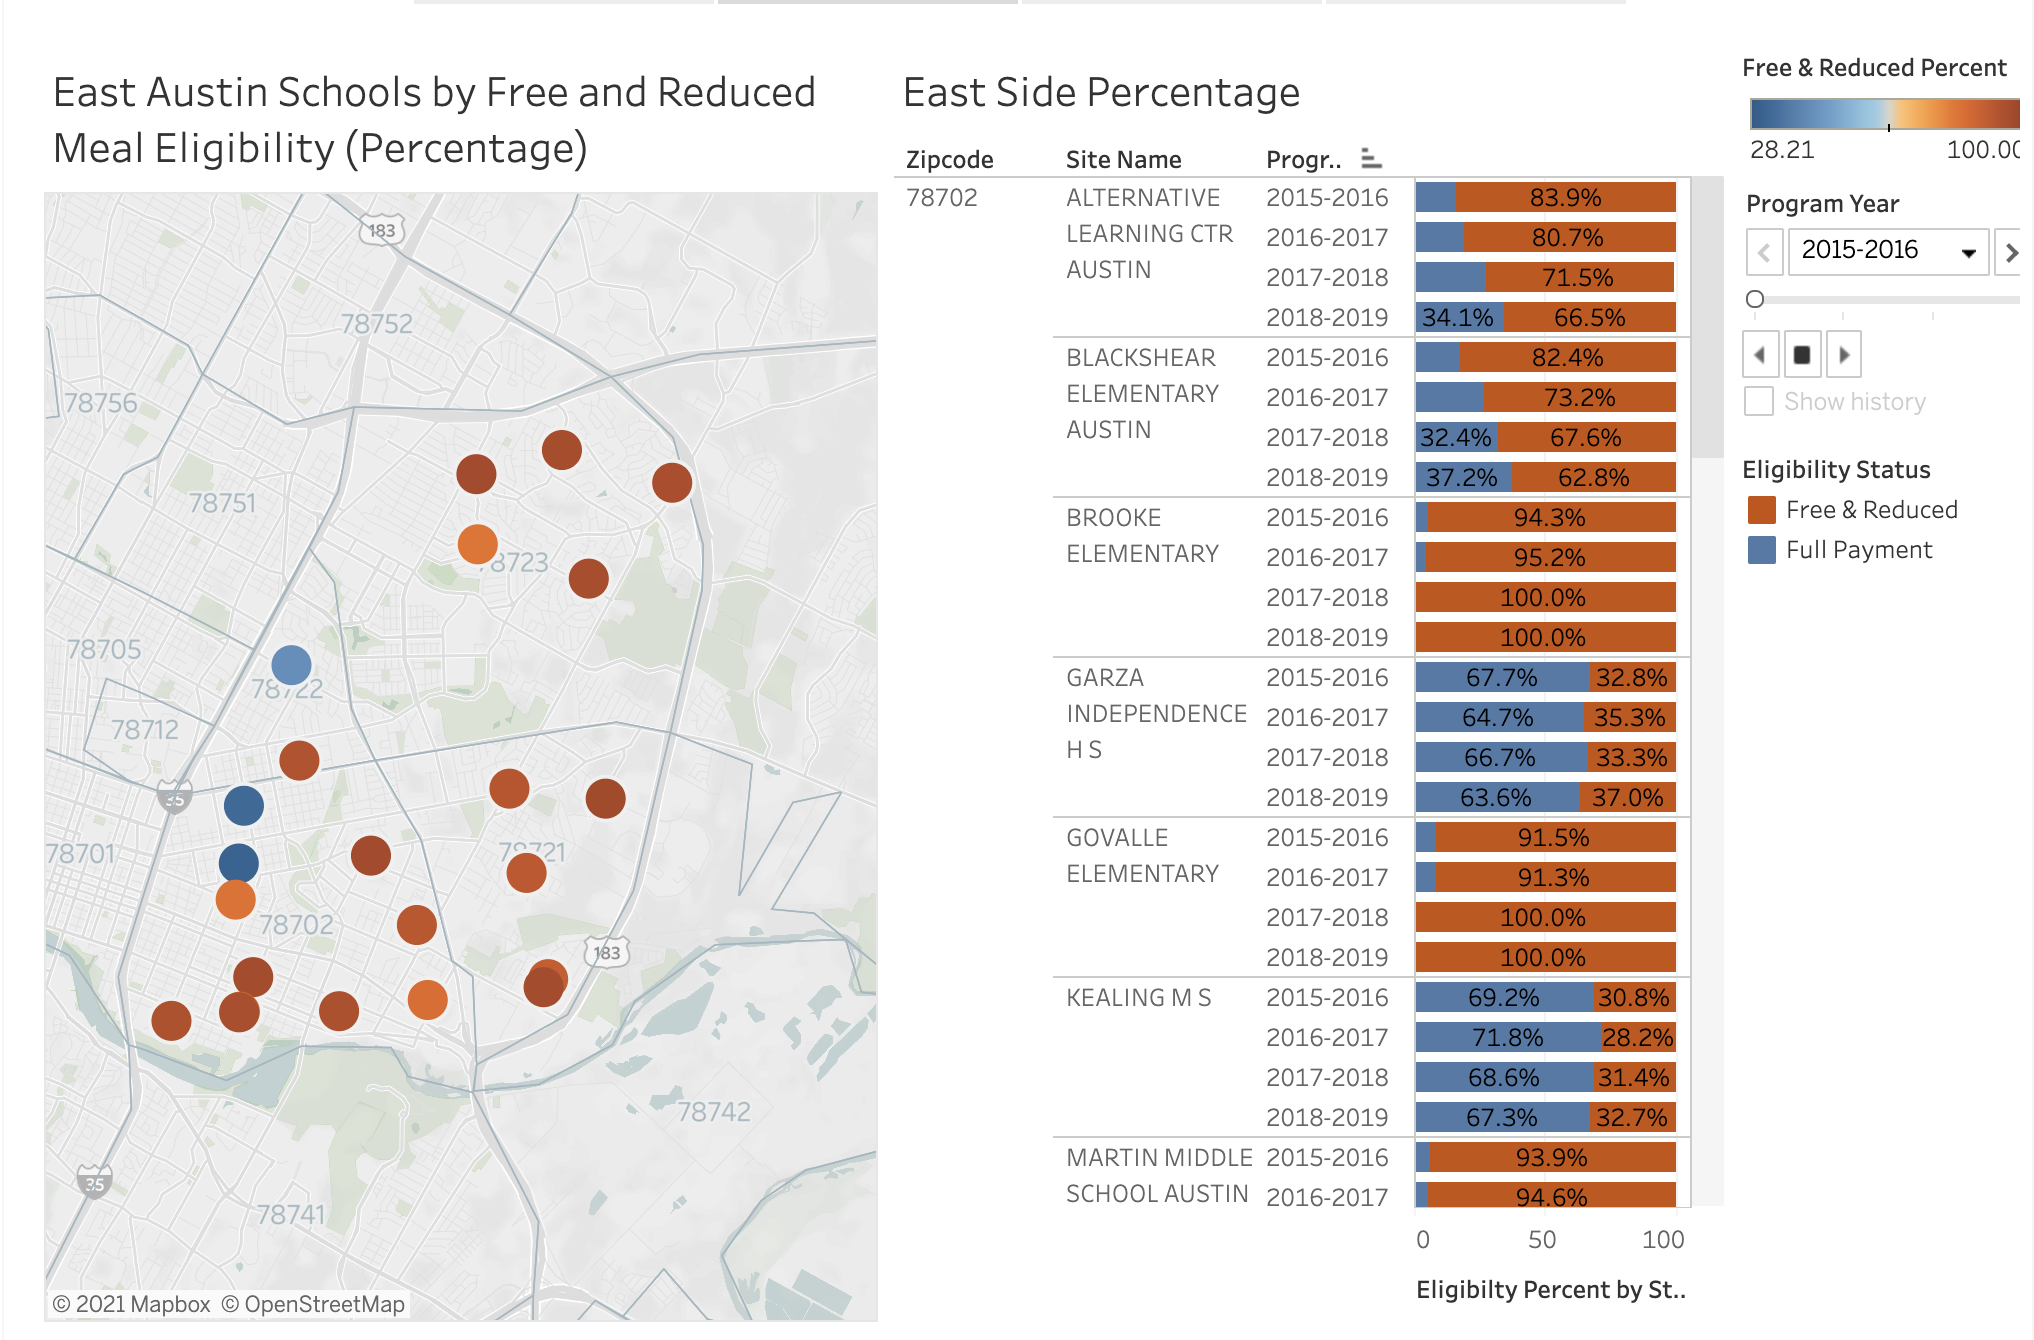 East Austin Schools by Free and Reduced
Meal Eligibility (Percentage)
183
78752
78756
78751
78723
78705
78722
78712
35
78701
78721
78702
183
78742
35
78741
© 2021 Mapbox © OpenStreetMap
East Side Percentage
Zipcode Site Name Progr..
78702 ALTERNATIVE 2015-2016 83.9%
LEARNING CTR 2016-2017 80.7%
AUSTIN 2017-2018 71.5%
2018-2019 34.1% 66.5%
BLACKSHEAR 2015-2016 82.4%
ELEMENTARY 2016-2017 73.2%
AUSTIN 2017-2018 32.4% 67.6%
2018-2019 37.2% 62.8%
BROOKE 2015-2016 94.3%
ELEMENTARY 2016-2017 95.2%
2017-2018 100.0%
2018-2019 100.0%
GARZA 2015-2016 67.7% 32.8%
INDEPENDENCE 2016-2017 64.7% 35.3%
H S 2017-2018 66.7% 33.3%
2018-2019 63.6% 37.0%
GOVALLE 2015-2016 91.5%
ELEMENTARY 2016-2017 91.3%
2017-2018 100.0%
2018-2019 100.0%
KEALING M S 2015-2016 69.2% 30.8%
2016-2017 71.8% 28.2%
2017-2018 68.6% 31.4%
2018-2019 67.3% 32.7%
MARTIN MIDDLE 2015-2016 93.9%
SCHOOL AUSTIN 2016-2017 94.6%
0 50 100
Eligibilty Percent by St..
Free & Reduced Percent
28.21 100.00
Program Year
2015-2016
Show history
Eligibility Status
Free & Reduced
Full Payment